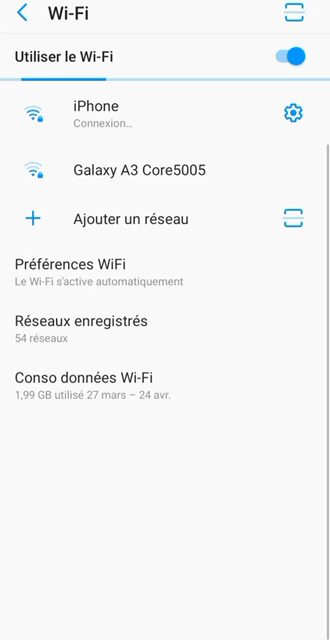 Wi-Fi
Utiliser le Wi-Fi
iPhone
Connexion...
Galaxy A3 Core5005
Ajouter un réseau
Préférences WiFi
Le Wi-Fi s'active automatiquement
Réseaux enregistrés
54 réseaux
Conso données Wi-Fi
1,99 GB utilisé 27 mars – 24 avr.